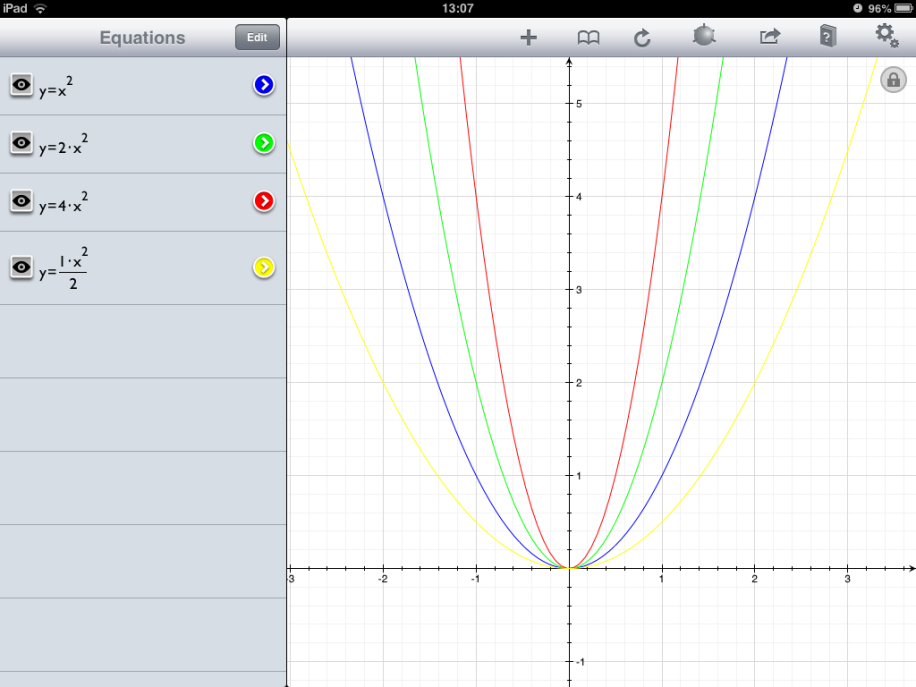 iPad 13:07 96%
Equations Edit
y=x²
y=2·x²
y=4·x²
y=1·x²/2
5
4
3
2
1
-3 -2 -1 1 2 3
-1